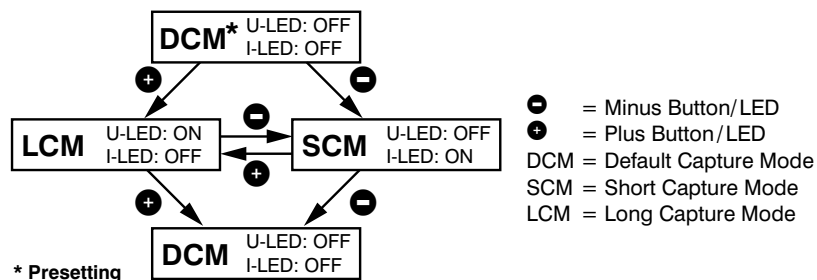 DCM* U-LED: OFF
I-LED: OFF
+ −
LCM U-LED: ON
I-LED: OFF
−
+
SCM U-LED: OFF
I-LED: ON
+ −
DCM U-LED: OFF
I-LED: OFF
* Presetting
− = Minus Button/LED
+ = Plus Button/LED
DCM = Default Capture Mode
SCM = Short Capture Mode
LCM = Long Capture Mode